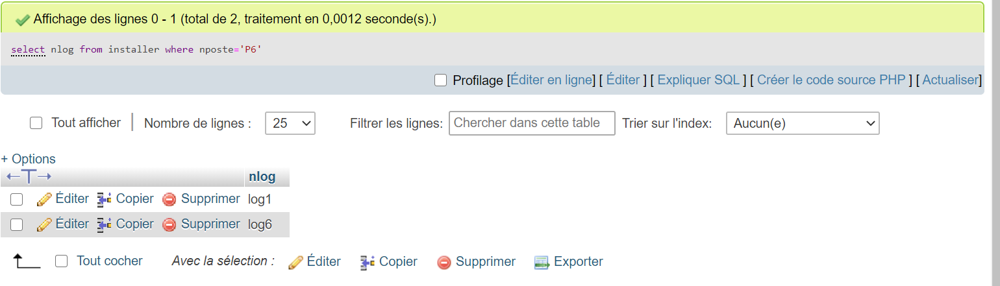 Affichage des lignes 0 - 1 (total de 2, traitement en 0,0012 seconde(s).)
select nlog from installer where nposte='P6'
Profilage [Éditer en ligne] [ Éditer ] [ Expliquer SQL ] [ Créer le code source PHP ] [ Actualiser]
Tout afficher | Nombre de lignes : 25 Filtrer les lignes: Chercher dans cette table Trier sur l'index: Aucun(e)
+ Options
←T→ nlog
Éditer Copier Supprimer log1
Éditer Copier Supprimer log6
Tout cocher Avec la sélection : Éditer Copier Supprimer Exporter